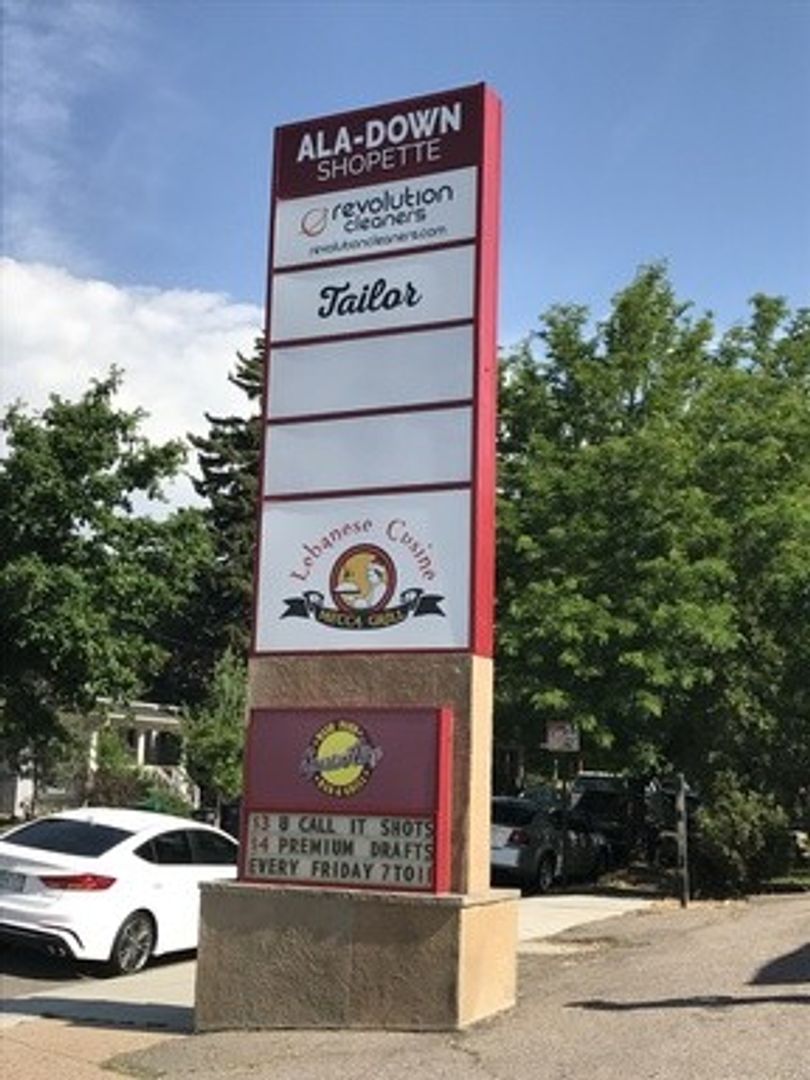 ALA-DOWN
SHOPETTE
revolution
cleaners
revolutioncleaners.com
Tailor
Lebanese Cusine
MECCA GRILL
$3 U CALL IT SHOTS
$4 PREMIUM DRAFTS
EVERY FRIDAY 7TO11